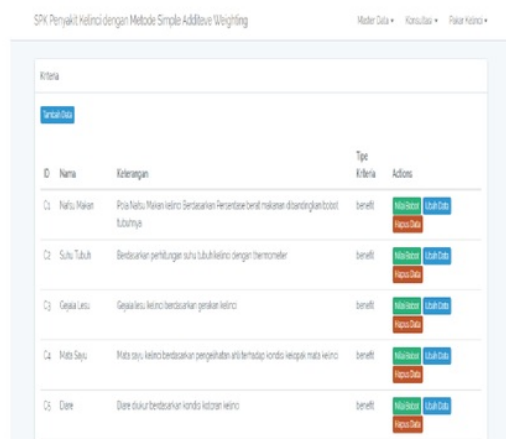 SPK Penyakit Kelinci dengan Metode Simple Additeve Weighting
Master Data Konsultasi Pakar Kelinci
Kriteria
Tambah Data
ID Nama Keterangan Tipe Kriteria Actions
C1 Nafsu Makan Pola Nafsu Makan kelinci Berdasarkan Persentase berat makanan dibandingkan bobot benefit Nilai Bobot Ubah Data
tubuhnya Hapus Data
C2 Suhu Tubuh Berdasarkan perhitungan suhu tubuh kelinci dengan thermometer benefit Nilai Bobot Ubah Data
Hapus Data
C3 Gejala Lesu Gejala lesu kelinci berdasarkan gerakan kelinci benefit Nilai Bobot Ubah Data
Hapus Data
C4 Mata Sayu Mata sayu kelinci berdasarkan pengelihatan ahli terhadap kondisi kelopak mata kelinci benefit Nilai Bobot Ubah Data
Hapus Data
C5 Diare Diare diukur berdasarkan kondisi kotoran kelinci benefit Nilai Bobot Ubah Data
Hapus Data